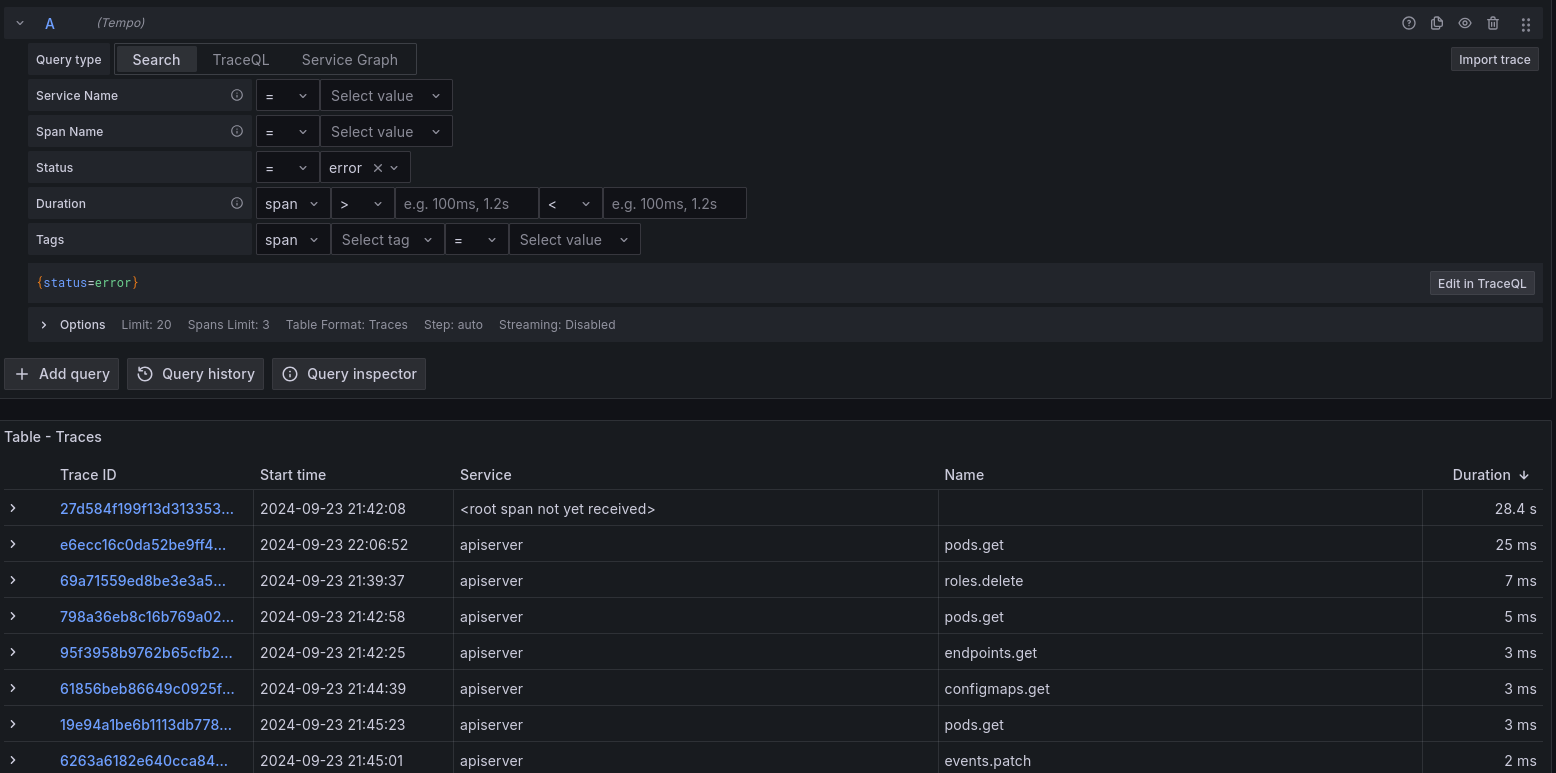 A (Tempo)
Query type Search TraceQL Service Graph Import trace
Service Name = Select value
Span Name = Select value
Status = error
Duration span > e.g. 100ms, 1.2s < e.g. 100ms, 1.2s
Tags span Select tag = Select value
{status=error} Edit in TraceQL
Options Limit: 20 Spans Limit: 3 Table Format: Traces Step: auto Streaming: Disabled
Add query Query history Query inspector
Table - Traces
Trace ID Start time Service Name Duration
27d584f199f13d313353... 2024-09-23 21:42:08 <root span not yet received> 28.4 s
e6ecc16c0da52be9ff4... 2024-09-23 22:06:52 apiserver pods.get 25 ms
69a71559ed8be3e3a5... 2024-09-23 21:39:37 apiserver roles.delete 7 ms
798a36eb8c16b769a02... 2024-09-23 21:42:58 apiserver pods.get 5 ms
95f3958b9762b65cfb2... 2024-09-23 21:42:25 apiserver endpoints.get 3 ms
61856beb86649c0925f... 2024-09-23 21:44:39 apiserver configmaps.get 3 ms
19e94a1be6b1113db778... 2024-09-23 21:45:23 apiserver pods.get 3 ms
6263a6182e640cca84... 2024-09-23 21:45:01 apiserver events.patch 2 ms